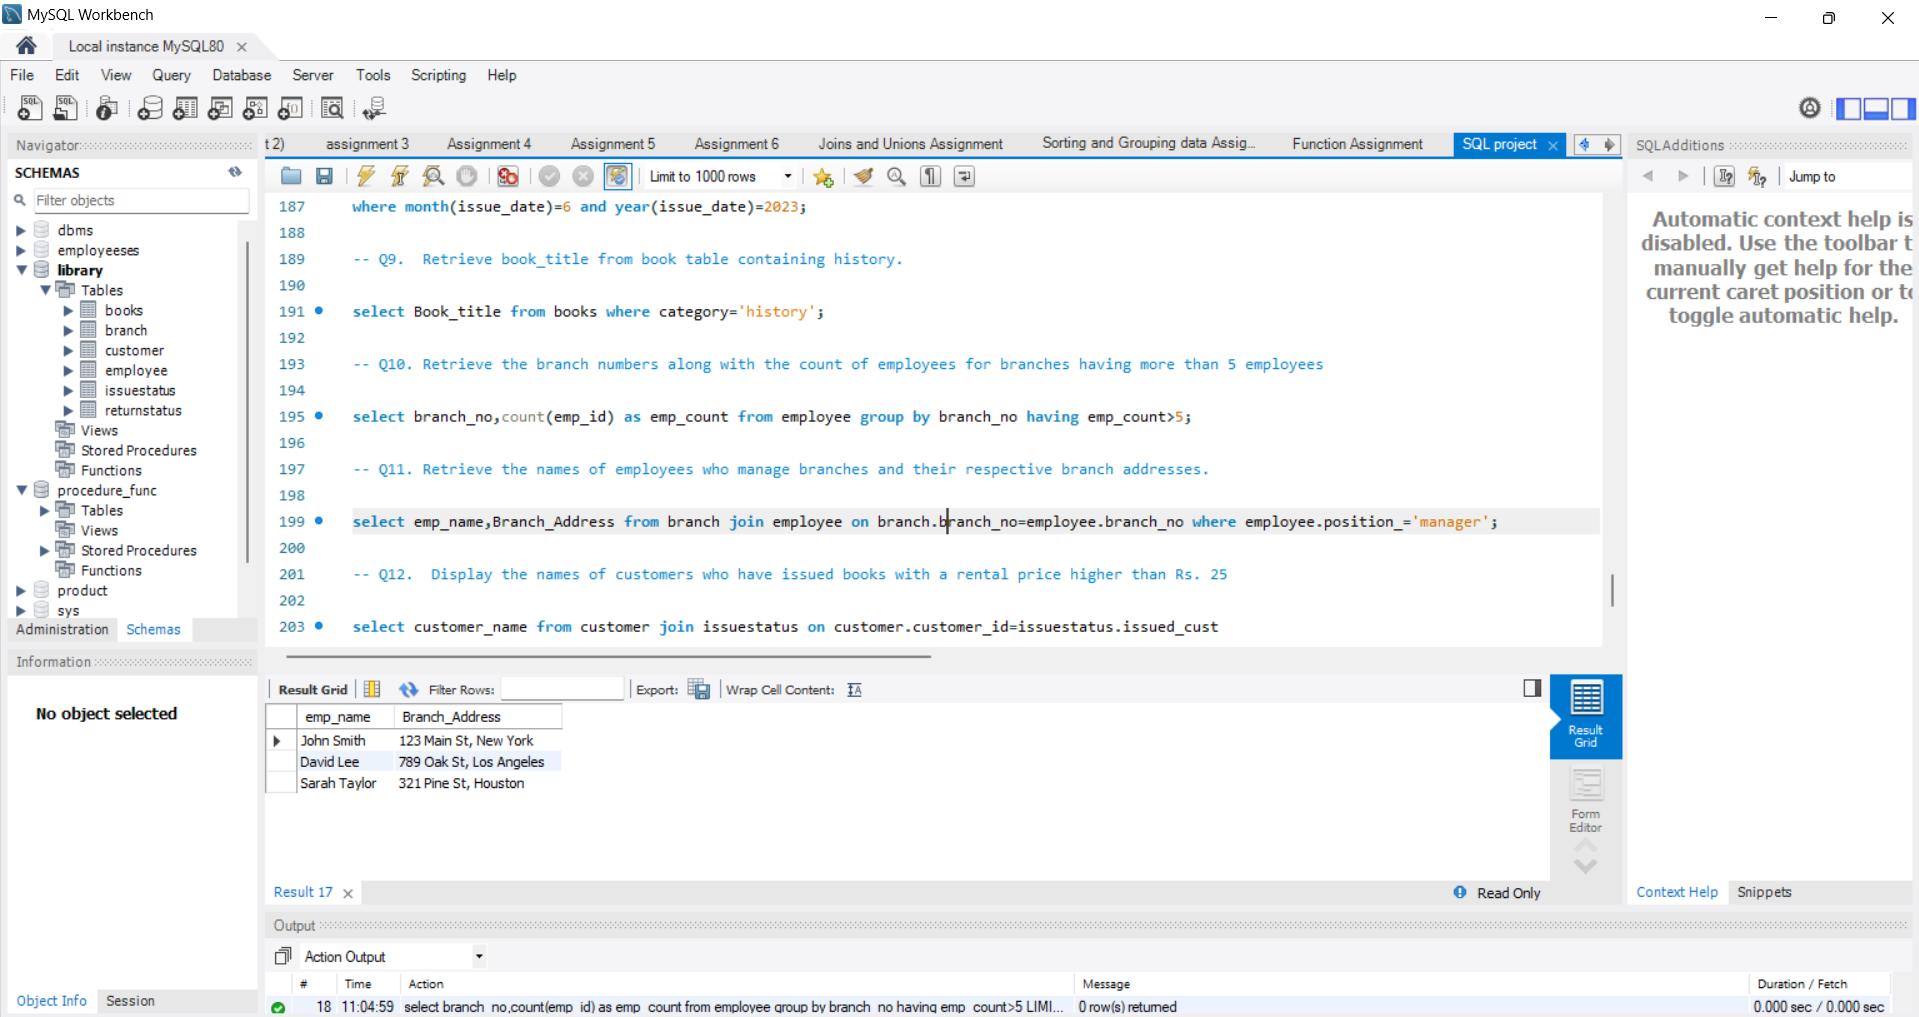 MySQL Workbench
Local instance MySQL80
File Edit View Query Database Server Tools Scripting Help
Navigator
SCHEMAS
Filter objects
dbms
employeeses
library
Tables
books
branch
customer
employee
issuestatus
returnstatus
Views
Stored Procedures
Functions
procedure_func
Tables
Views
Stored Procedures
Functions
product
sys
Administration Schemas
Information
No object selected
Object Info Session
t 2) assignment 3 Assignment 4 Assignment 5 Assignment 6 Joins and Unions Assignment Sorting and Grouping data Assig... Function Assignment SQL project
Limit to 1000 rows
187 where month(issue_date)=6 and year(issue_date)=2023;
188
189 -- Q9. Retrieve book_title from book table containing history.
190
191 select Book_title from books where category='history';
192
193 -- Q10. Retrieve the branch numbers along with the count of employees for branches having more than 5 employees
194
195 select branch_no,count(emp_id) as emp_count from employee group by branch_no having emp_count>5;
196
197 -- Q11. Retrieve the names of employees who manage branches and their respective branch addresses.
198
199 select emp_name,Branch_Address from branch join employee on branch.branch_no=employee.branch_no where employee.position_='manager';
200
201 -- Q12. Display the names of customers who have issued books with a rental price higher than Rs. 25
202
203 select customer_name from customer join issuestatus on customer.customer_id=issuestatus.issued_cust
Result Grid Filter Rows: Export: Wrap Cell Content:
emp_name Branch_Address
John Smith 123 Main St, New York
David Lee 789 Oak St, Los Angeles
Sarah Taylor 321 Pine St, Houston
Result
Grid
Form
Editor
Result 17
Read Only
Output
Action Output
# Time Action Message Duration / Fetch
18 11:04:59 select branch_no,count(emp_id) as emp_count from employee group by branch_no having emp_count>5 LIMI... 0 row(s) returned 0.000 sec / 0.000 sec
SQLAdditions
Jump to
Automatic context help is
disabled. Use the toolbar t
manually get help for the
current caret position or to
toggle automatic help.
Context Help Snippets